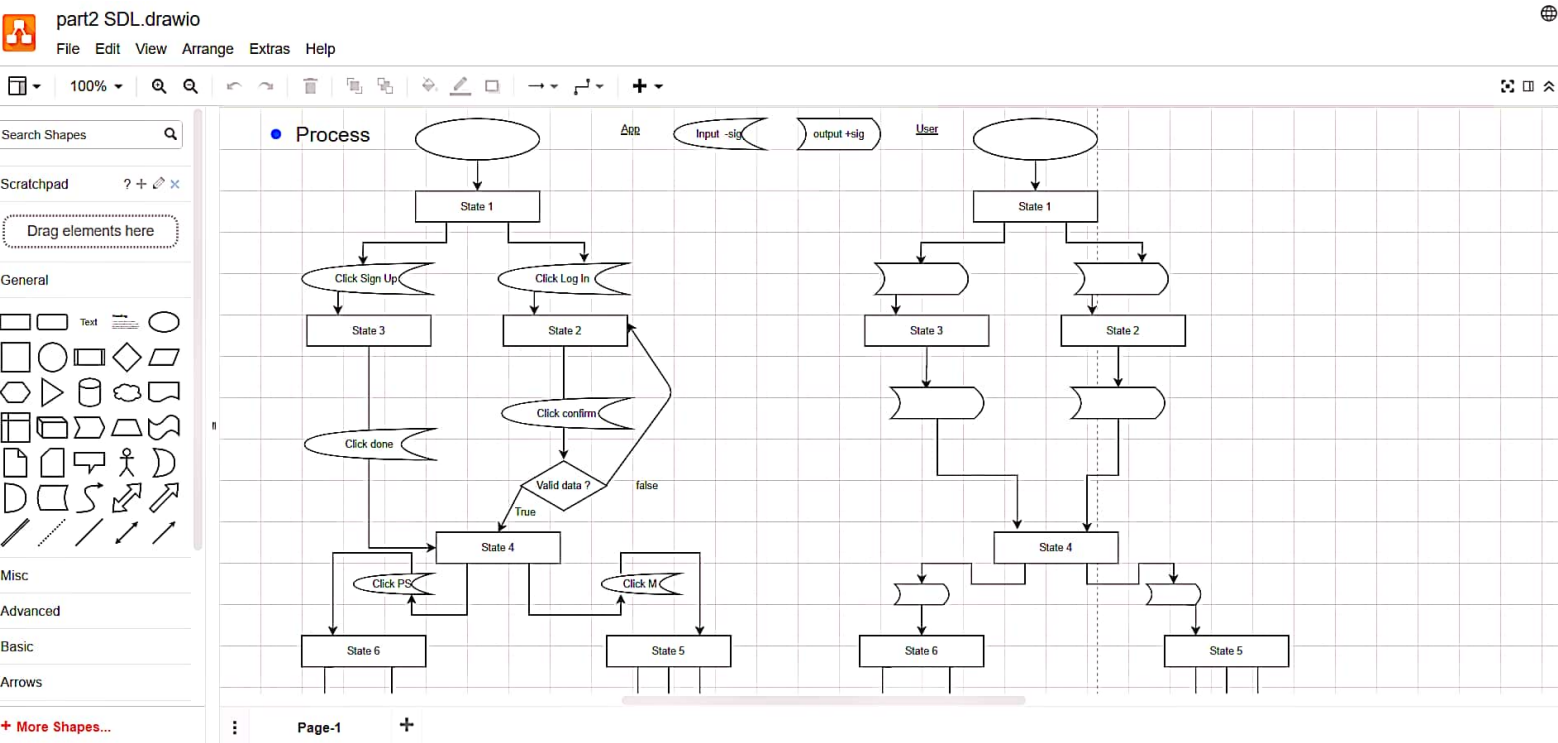 part2 SDL.drawio
File Edit View Arrange Extras Help
100%
Search Shapes
Scratchpad
?
Drag elements here
General
Text
Heading
Misc
Advanced
Basic
Arrows
+ More Shapes...
Process
App
Input -sig
output +sig
User
State 1
Click Sign Up
Click Log In
State 3
State 2
Click confirm
Click done
Valid data ?
false
True
State 4
Click PS
Click M
State 6
State 5
State 1
State 3
State 2
State 4
State 6
State 5
Page-1